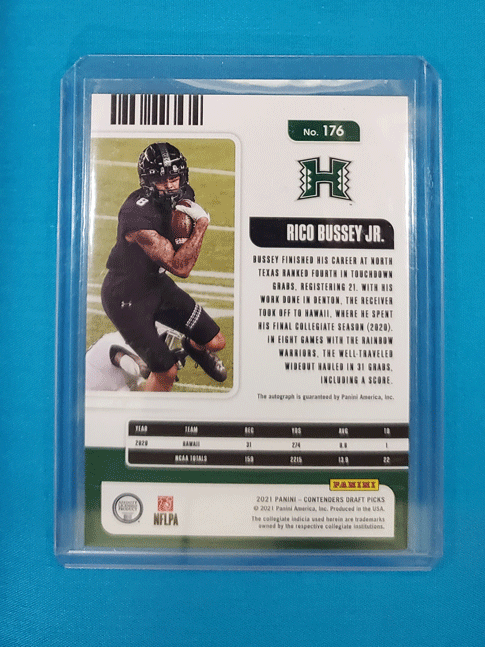 No. 176
H
RICO BUSSEY JR.
BUSSEY FINISHED HIS CAREER AT NORTH
TEXAS RANKED FOURTH IN TOUCHDOWN
GRABS, REGISTERING 21. WITH HIS
WORK DONE IN DENTON, THE RECEIVER
TOOK OFF TO HAWAII, WHERE HE SPENT
HIS FINAL COLLEGIATE SEASON (2020).
IN EIGHT GAMES WITH THE RAINBOW
WARRIORS, THE WELL-TRAVELED
WIDEOUT HAULED IN 31 GRABS,
INCLUDING A SCORE.
The autograph is guaranteed by Panini America, Inc.
8
YEAR TEAM REC YDS AVG TD
2020 HAWAII 31 274 8.8 1
NCAA TOTALS 159 2215 13.9 22
PANINI
NFLPA
2021 PANINI – CONTENDERS DRAFT PICKS
© 2021 Panini America, Inc. Produced in the USA.
The collegiate indicia used herein are trademarks
owned by the respective collegiate institutions.